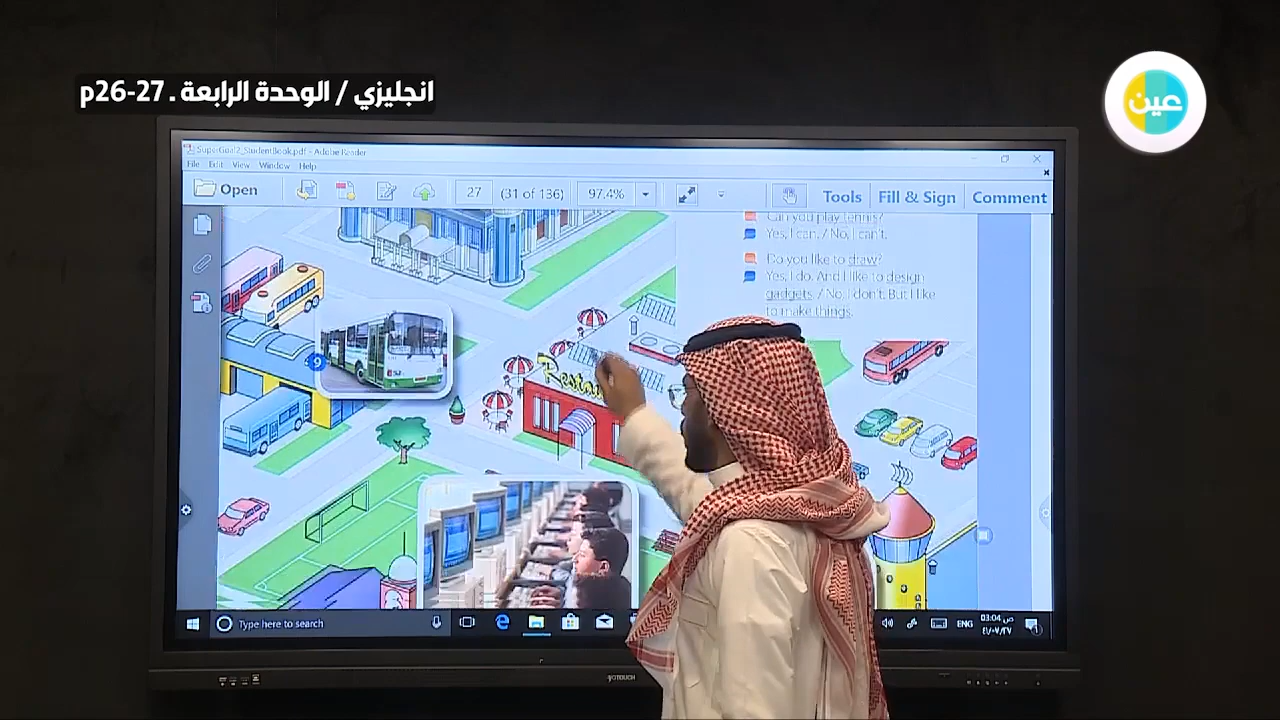 انجليزي / الوحدة الرابعة . p26-27
عين
SuperGoal2_StudentBook.pdf - Adobe Reader
File Edit View Window Help
Open 27 (31 of 136) 97.4% Tools Fill & Sign Comment
Can you play tennis?
Yes, I can. / No, I can't.
Do you like to draw?
Yes, I do. And I like to design
gadgets. / No, I don't. But I like
to make things.
9
Type here to search
ENG
03:04 ص